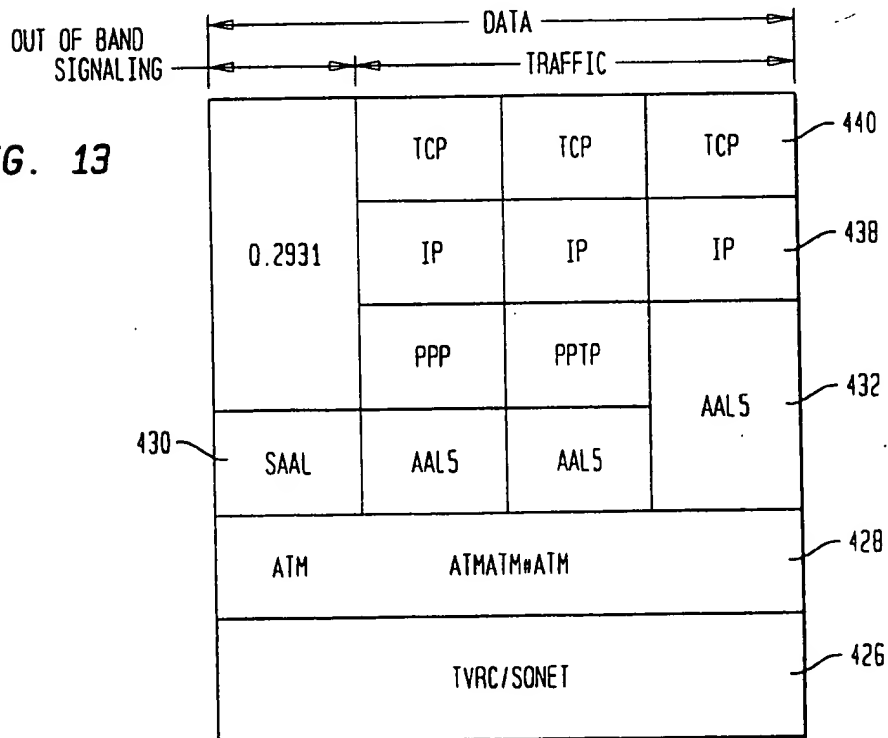 DATA
OUT OF BAND
SIGNALING
TRAFFIC
G. 13
TCP TCP TCP 440
Q.2931 IP IP IP 438
PPP PPTP
AAL5 432
430 SAAL AAL5 AAL5
ATM ATMATM#ATM 428
TVRC/SONET 426